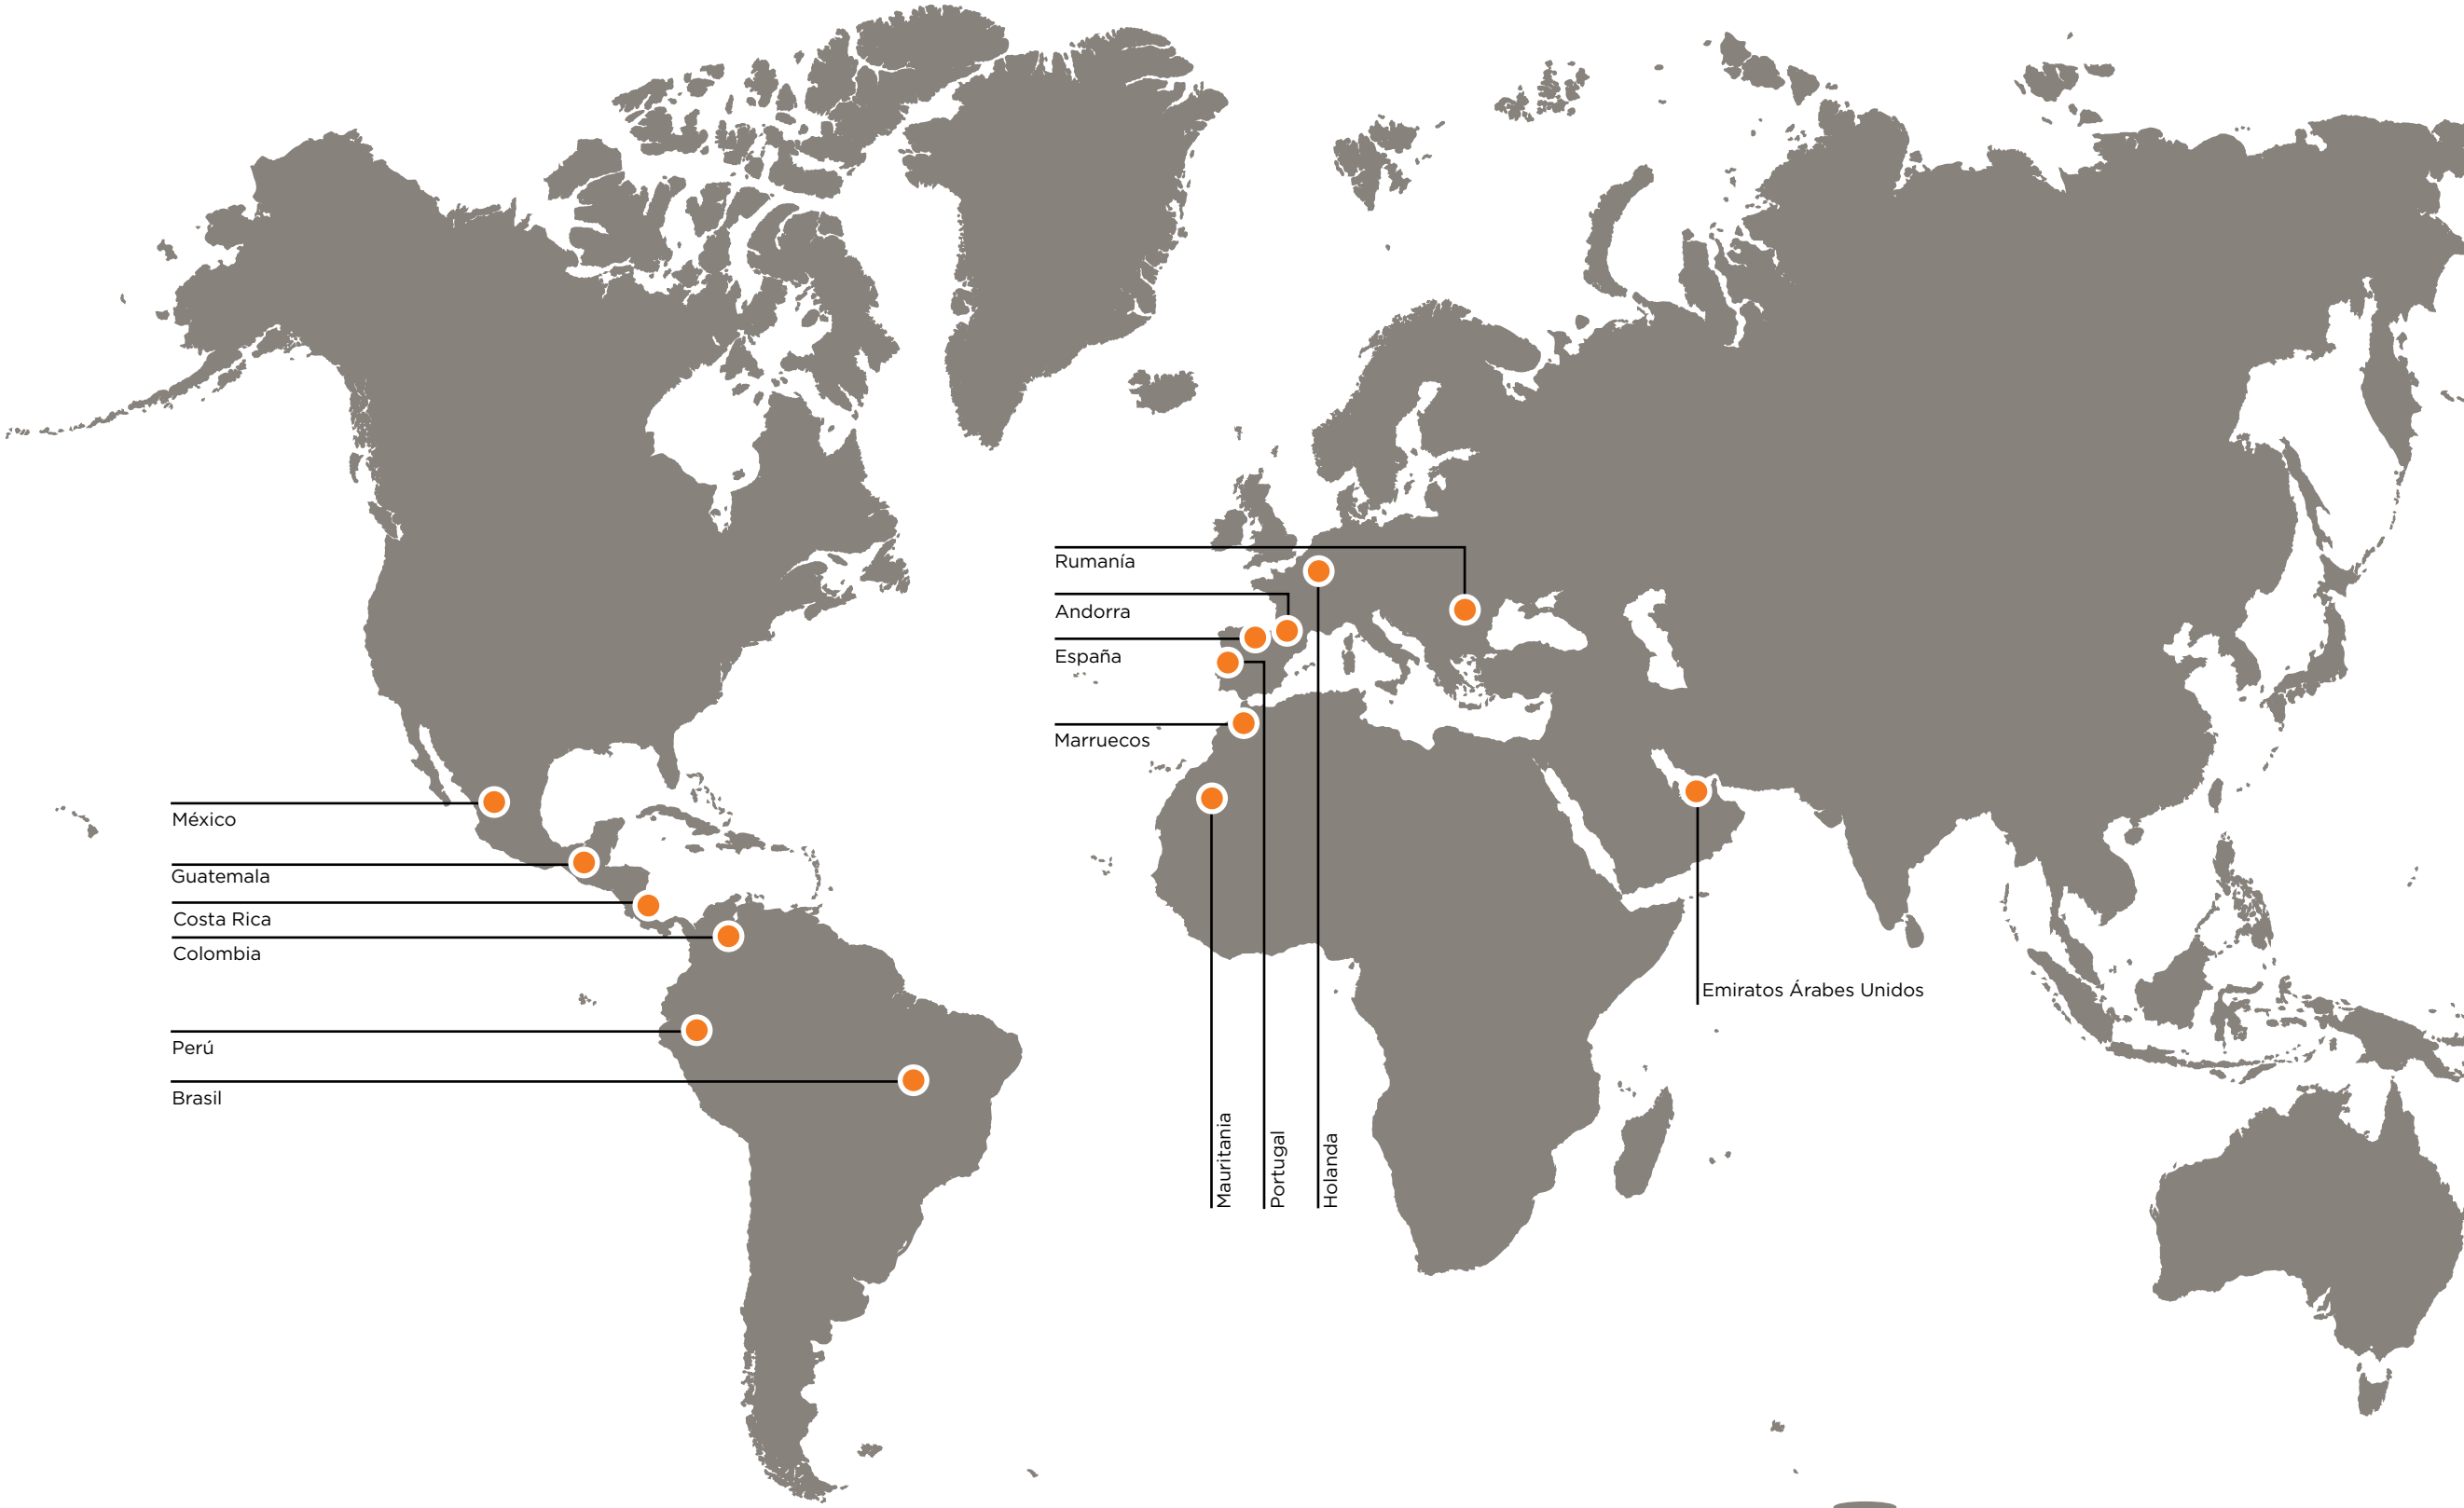 Rumanía
Andorra
España
Marruecos
México
Guatemala
Costa Rica
Colombia
Perú
Brasil
Emiratos Árabes Unidos
Mauritania
Portugal
Holanda